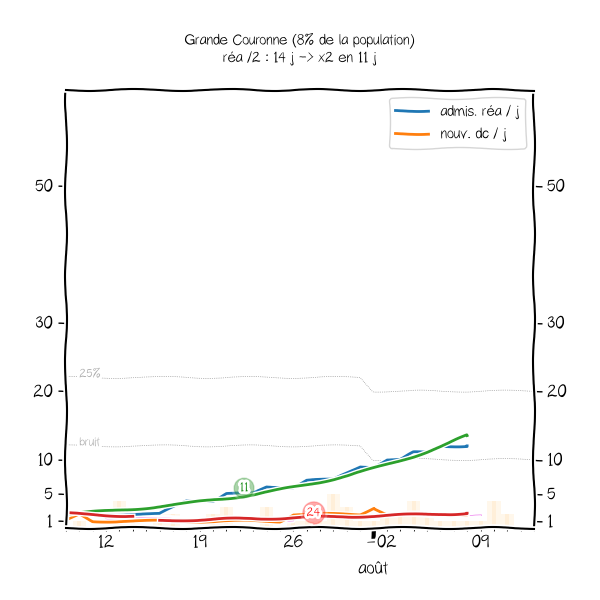 Grande Couronne (8% de la population)
réa /2 : 14 j -> x2 en 11 j
admis. réa / j
nouv. dc / j
50 50
30 30
25%
20 20
bruit
10 10
11
5 5
24
1 1
12 19 26 02 09
août